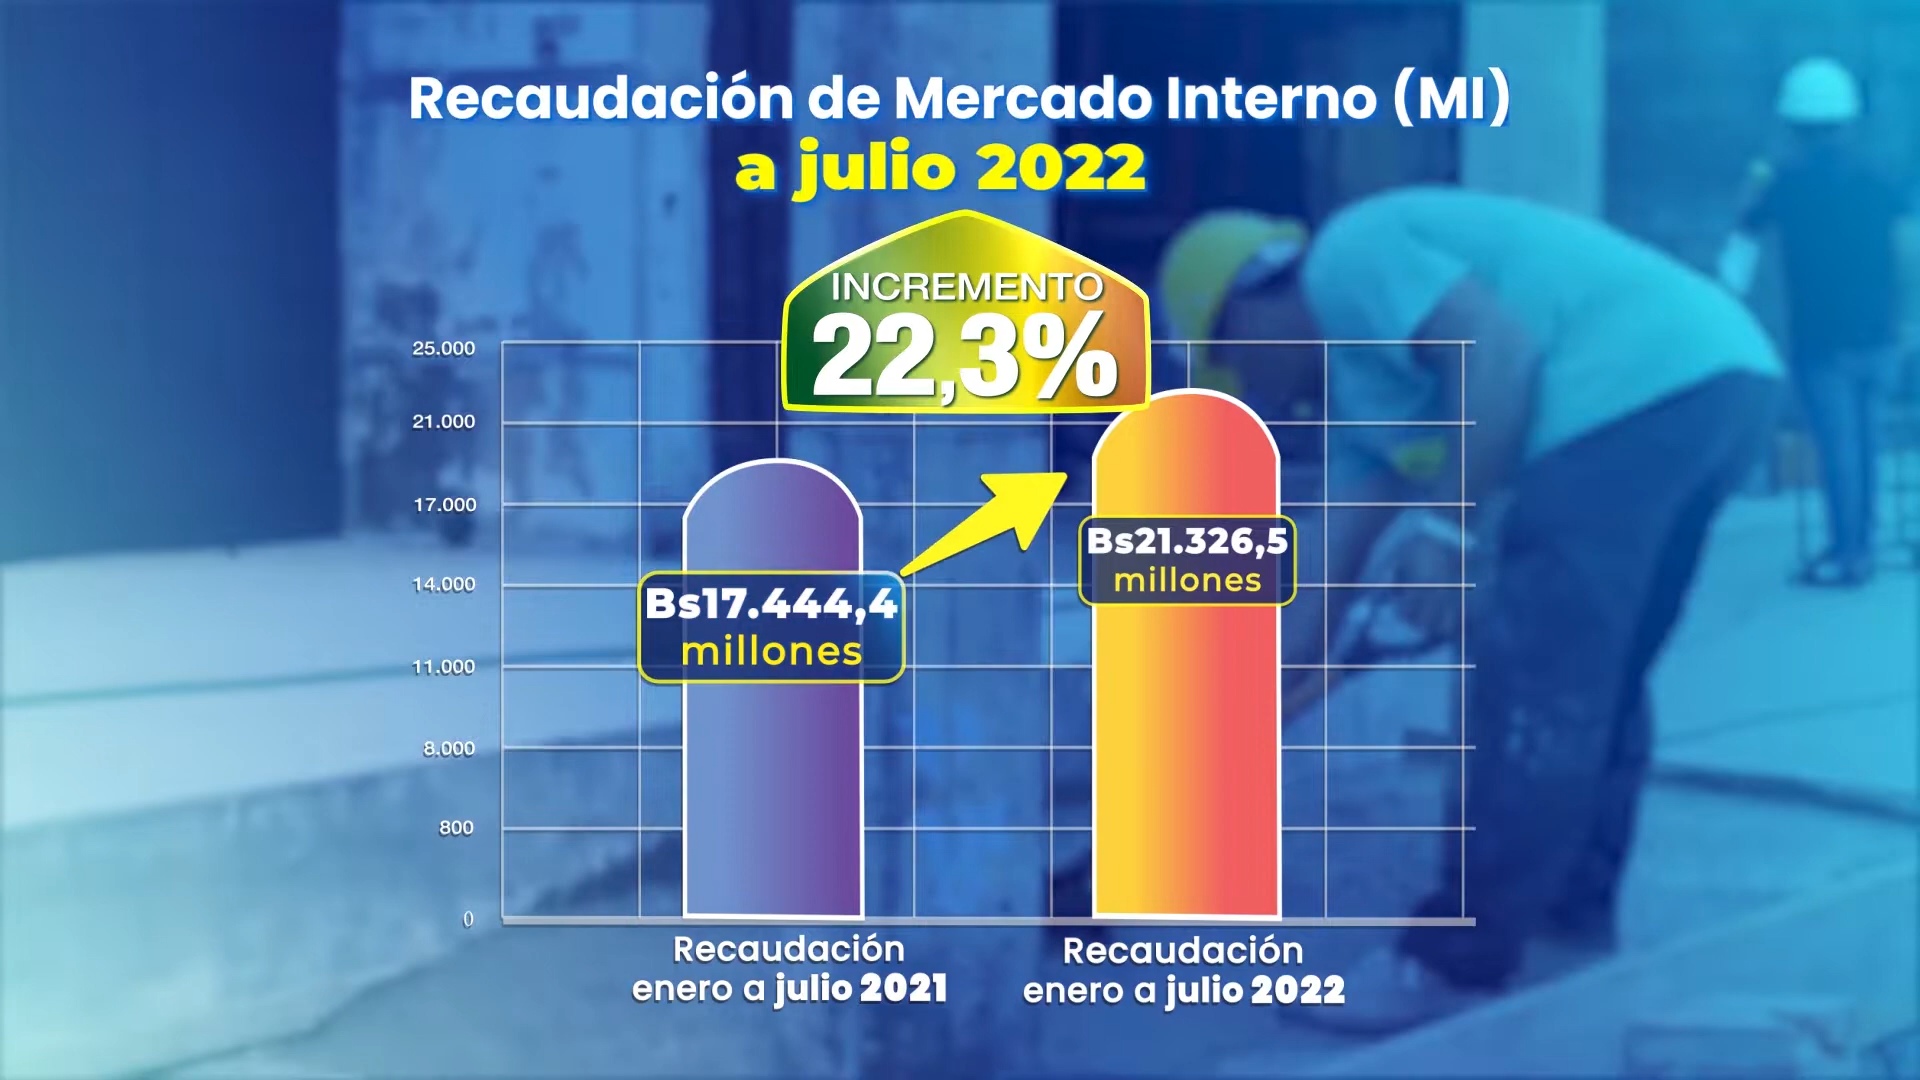 Recaudación de Mercado Interno (MI)
a julio 2022
INCREMENTO
22,3%
25.000
21.000
17.000
14.000
11.000
8.000
800
0
Bs17.444,4
millones
Bs21.326,5
millones
Recaudación
enero a julio 2021
Recaudación
enero a julio 2022